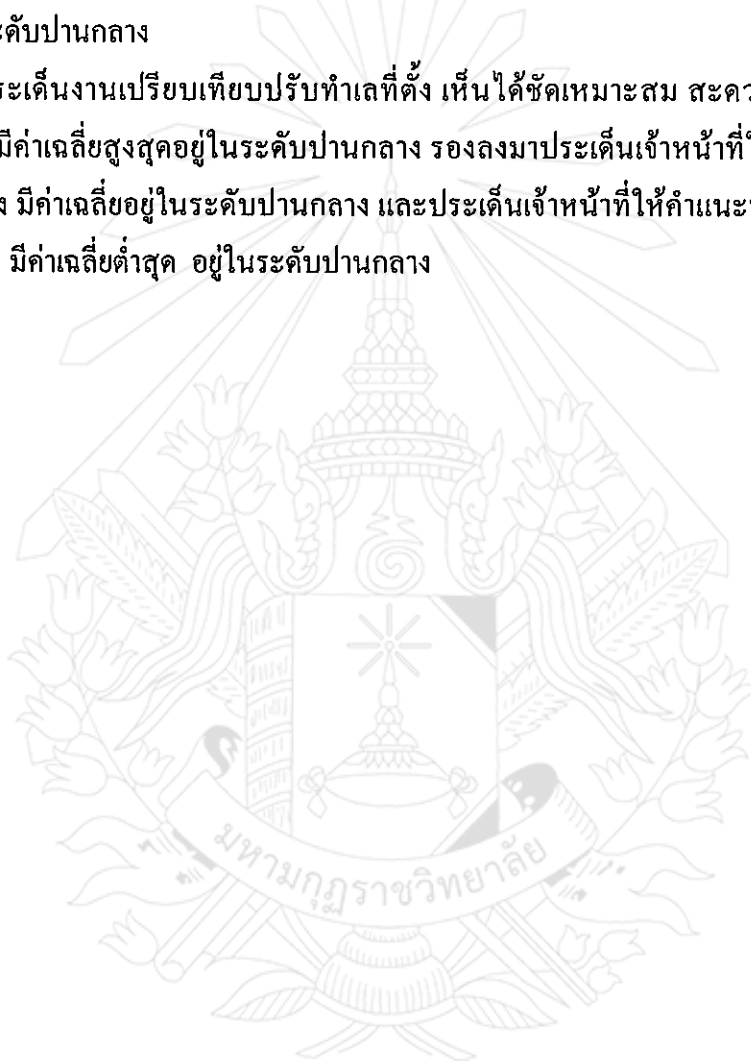 ะดับปานกลาง
ระเด็นงานเปรียบเทียบปรับทำเลที่ตั้ง เห็นได้ชัดเหมาะสม สะคว
มีค่าเฉลี่ยสูงสุดอยู่ในระดับปานกลาง รองลงมาประเด็นเจ้าหน้าที่
ง มีค่าเฉลี่ยอยู่ในระดับปานกลาง และประเด็นเจ้าหน้าที่ให้คำแนะ
มีค่าเฉลี่ยต่ำสุด อยู่ในระดับปานกลาง
มหามกุฏราชวิทยาลัย